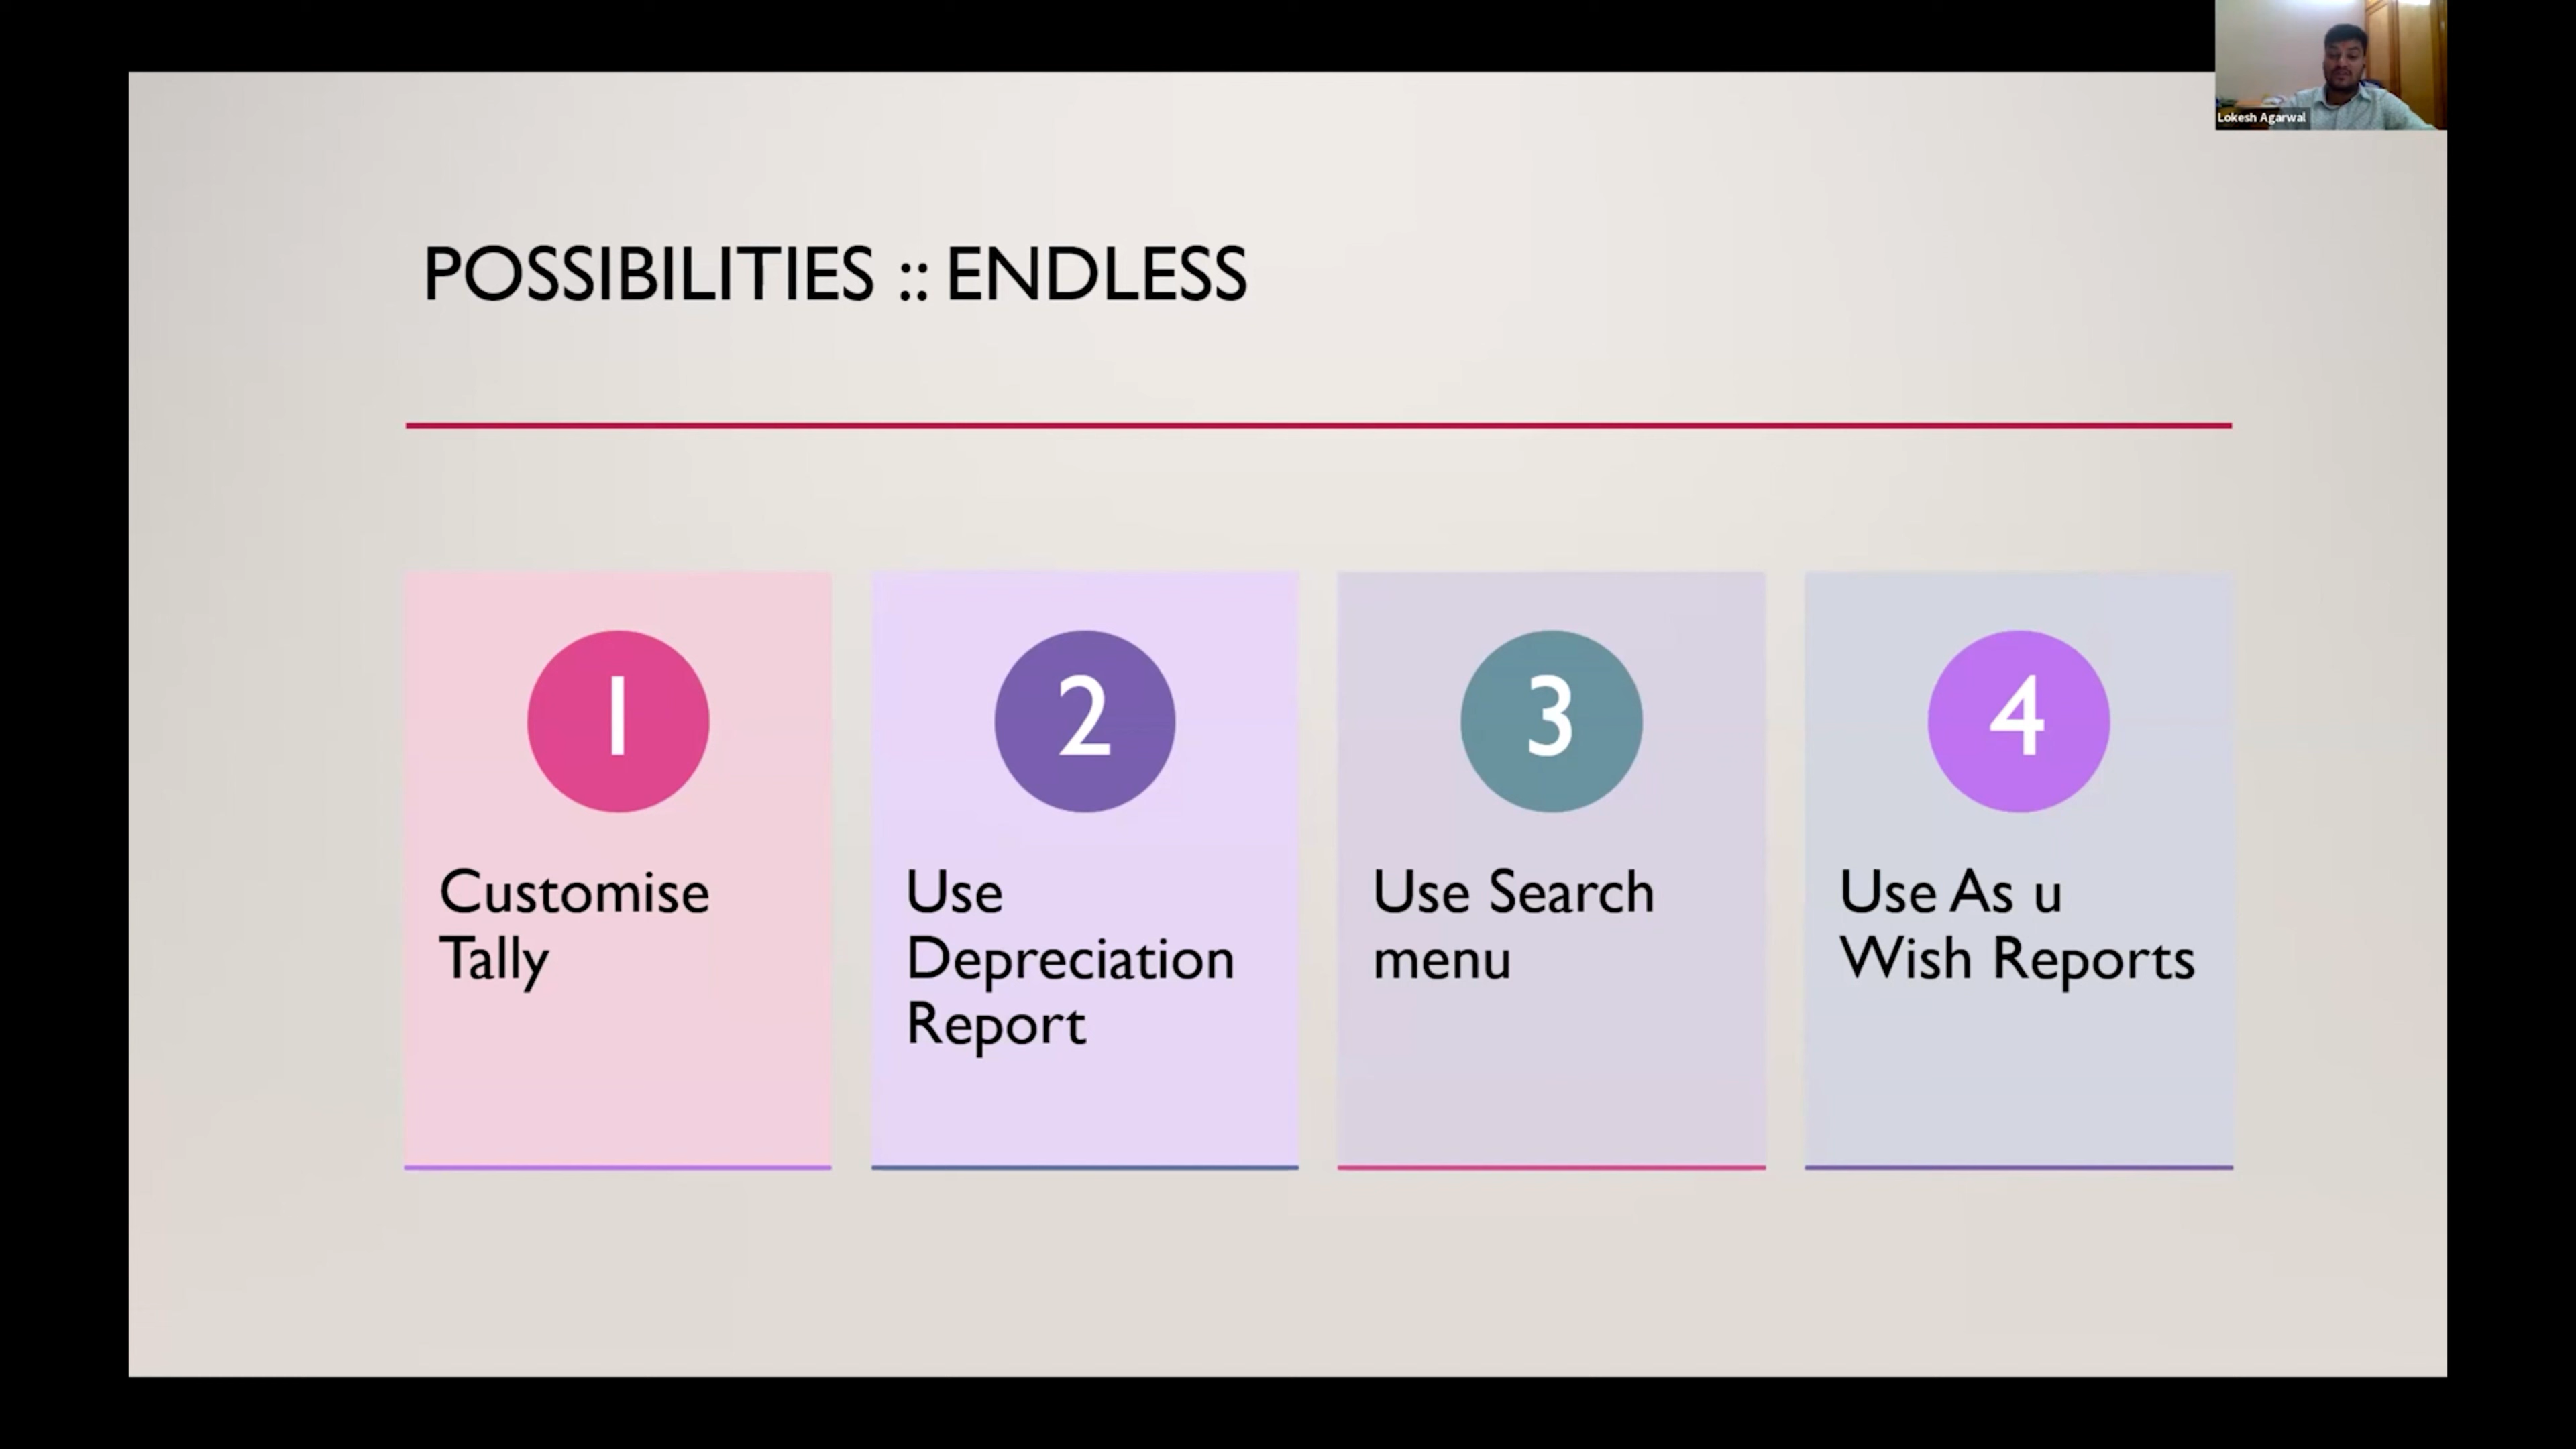 Lokesh Agarwal
POSSIBILITIES :: ENDLESS
1
Customise
Tally
2
Use
Depreciation
Report
3
Use Search
menu
4
Use As u
Wish Reports